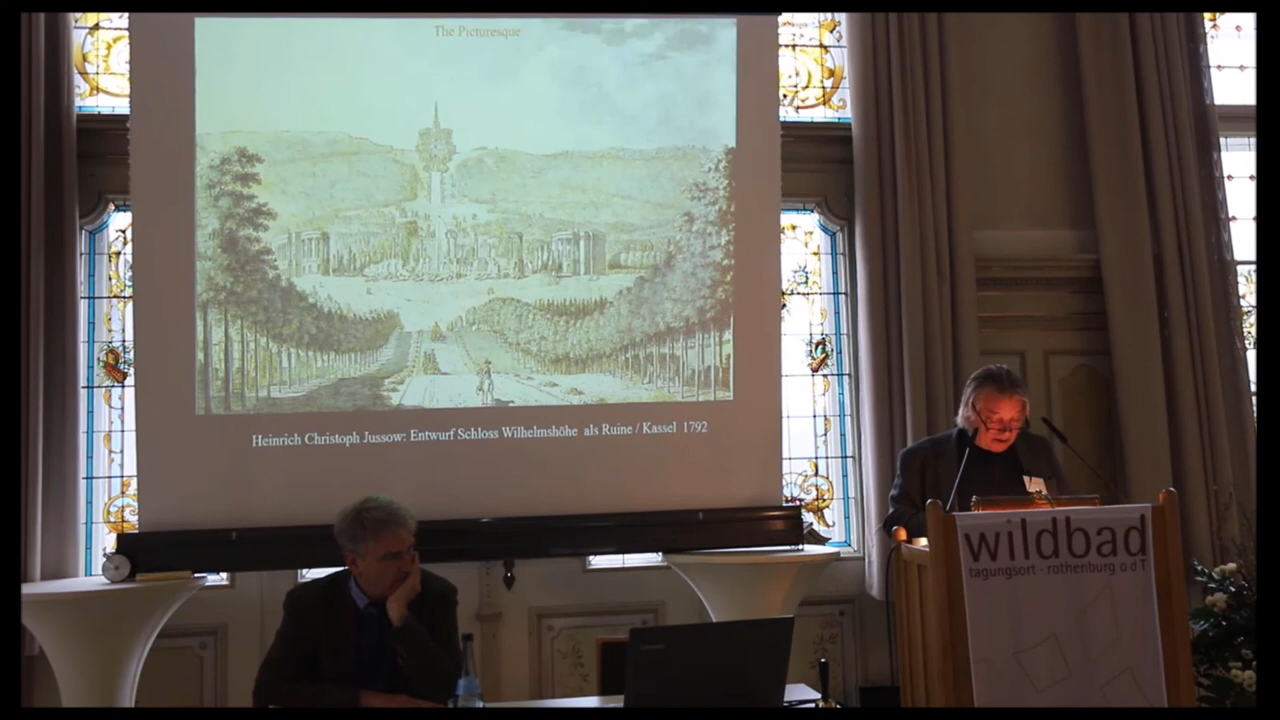 The Picturesque
Heinrich Christoph Jussow: Entwurf Schloss Wilhelmshöhe als Ruine / Kassel 1792
wildbad
tagungsort · rothenburg o d T